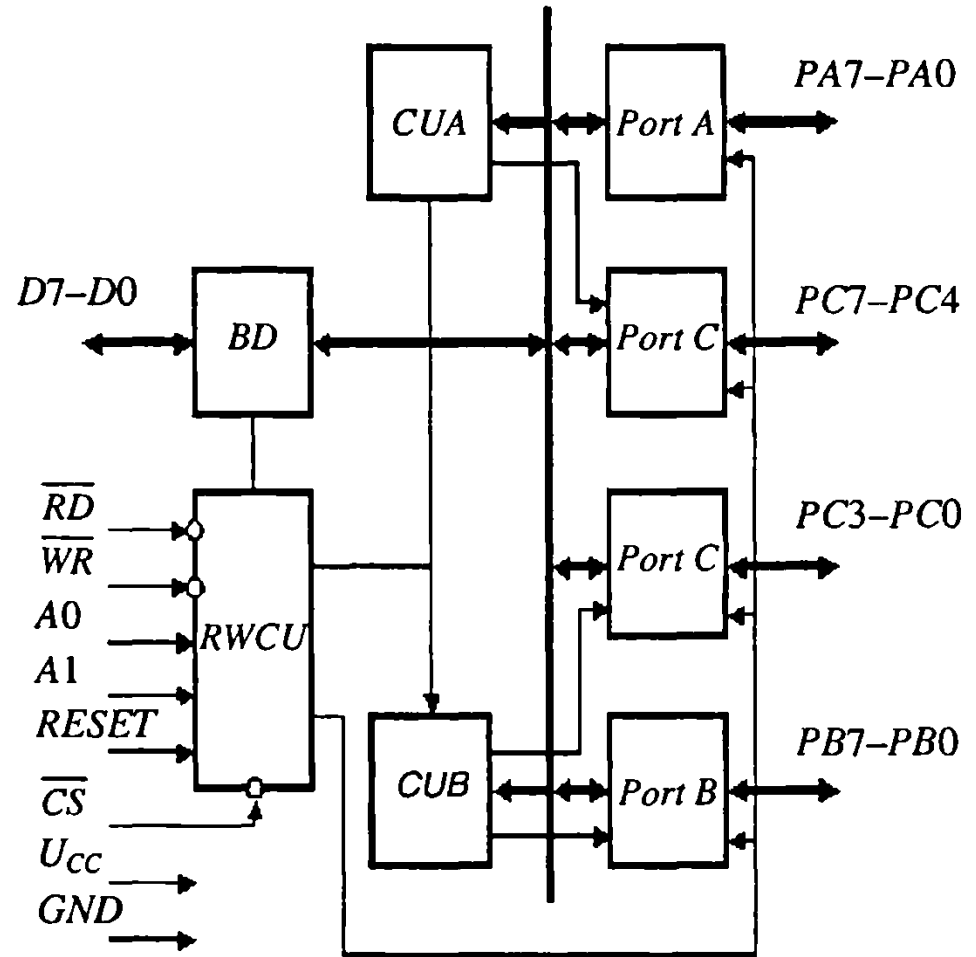 CUA
Port A
PA7–PA0
D7–D0
BD
Port C
PC7–PC4
RD
WR
A0
A1
RESET
CS
UCC
GND
RWCU
Port C
PC3–PC0
CUB
Port B
PB7–PB0